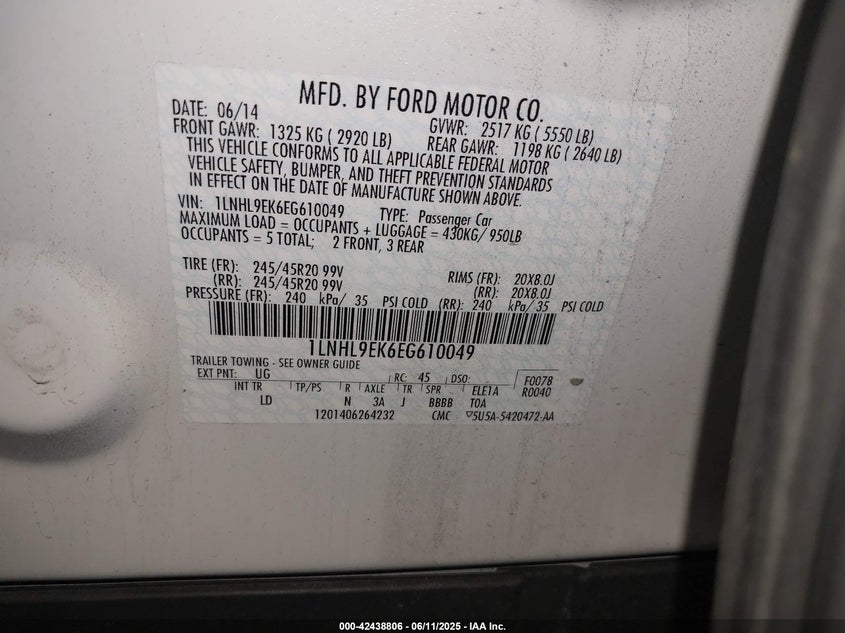 MFD. BY FORD MOTOR CO.
DATE: 06/14 GVWR: 2517 KG ( 5550 LB)
FRONT GAWR: 1325 KG ( 2920 LB) REAR GAWR: 1198 KG ( 2640 LB)
THIS VEHICLE CONFORMS TO ALL APPLICABLE FEDERAL MOTOR
VEHICLE SAFETY, BUMPER, AND THEFT PREVENTION STANDARDS
IN EFFECT ON THE DATE OF MANUFACTURE SHOWN ABOVE.
VIN: 1LNHL9EK6EG610049 TYPE: Passenger Car
MAXIMUM LOAD = OCCUPANTS + LUGGAGE = 430KG/ 950LB
OCCUPANTS = 5 TOTAL; 2 FRONT, 3 REAR
TIRE (FR): 245/45R20 99V RIMS (FR): 20X8.0J
(RR): 245/45R20 99V (RR): 20X8.0J
PRESSURE (FR): 240 kPa/ 35 PSI COLD (RR): 240 kPa/ 35 PSI COLD
1LNHL9EK6EG610049
TRAILER TOWING - SEE OWNER GUIDE
EXT PNT: UG RC: 45 DSO: F0078
INT TR TP/PS R AXLE TR SPR ELE1A R0040
LD N 3A J BBBB TOA
1201406264232 CMC ▽5U5A-5420472-AA
000-42438806 - 06/11/2025 - IAA Inc.